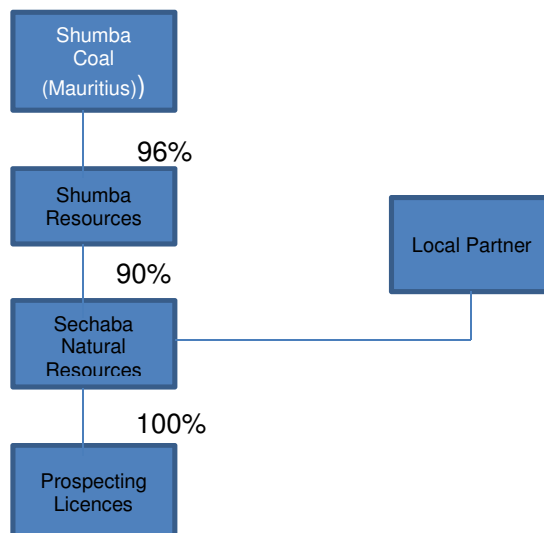 Shumba
Coal
(Mauritius))
96%
Shumba
Resources
Local Partner
90%
Sechaba
Natural
Resources
100%
Prospecting
Licences